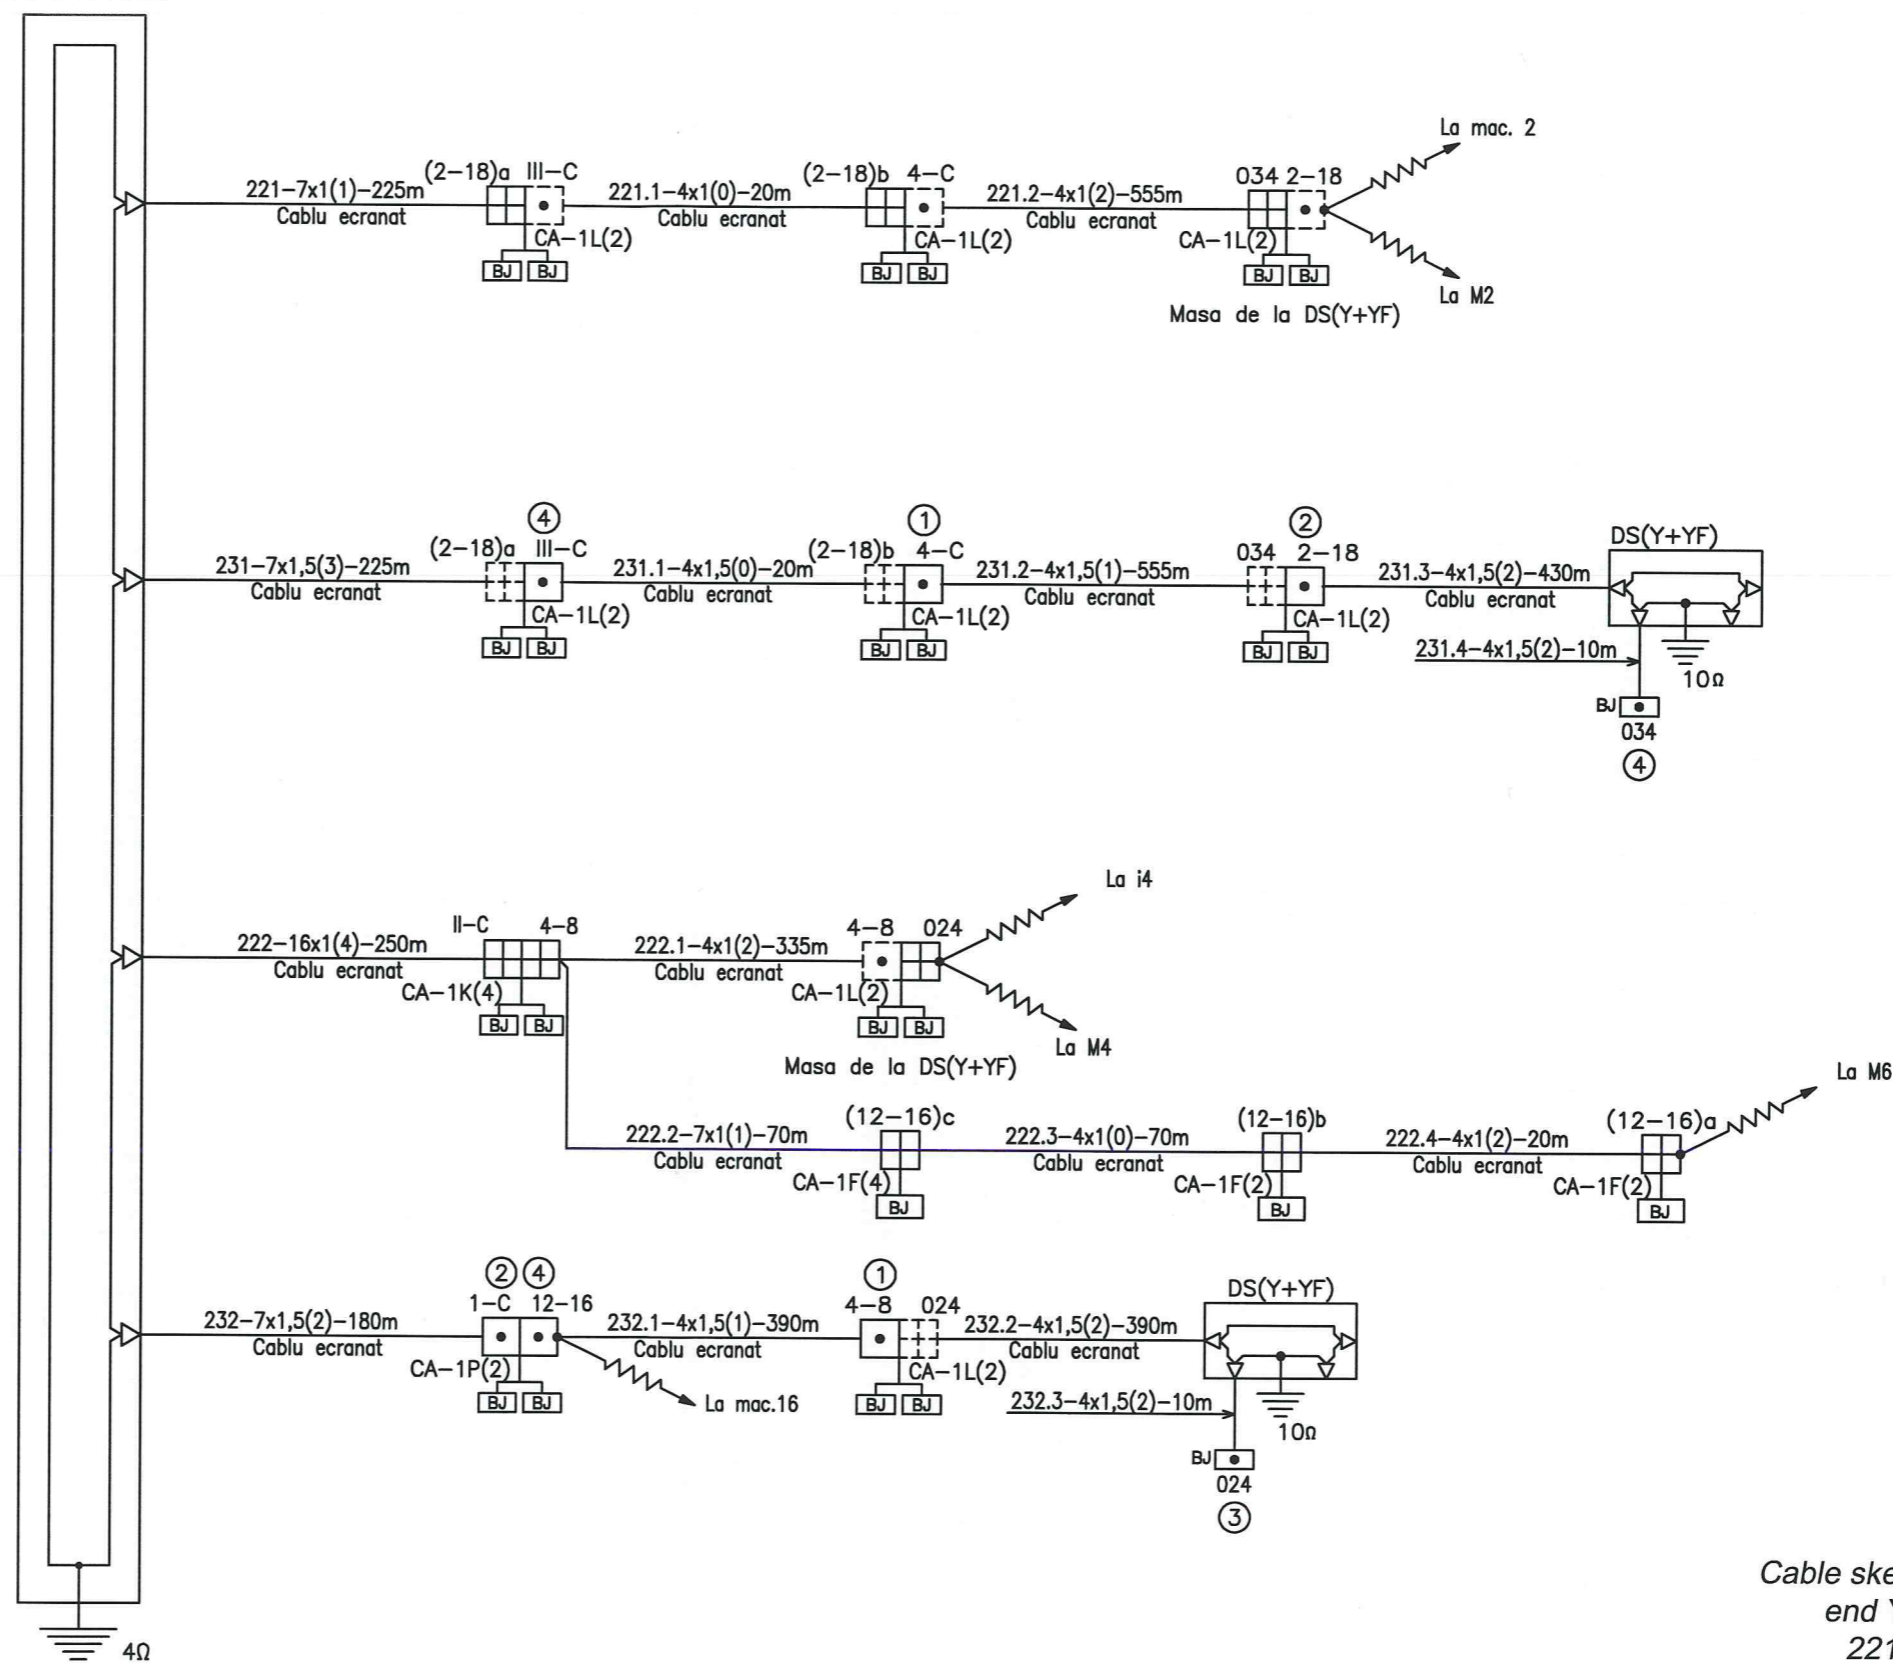 La mac. 2
(2-18)a III-C
(2-18)b 4-C
034 2-18
221-7x1(1)-225m
Cablu ecranat
221.1-4x1(0)-20m
Cablu ecranat
221.2-4x1(2)-555m
Cablu ecranat
CA-1L(2)
CA-1L(2)
CA-1L(2)
BJ BJ
BJ BJ
BJ BJ
La M2
Masa de la DS(Y+YF)
4
1
2
(2-18)a III-C
(2-18)b 4-C
034 2-18
DS(Y+YF)
231-7x1,5(3)-225m
Cablu ecranat
231.1-4x1,5(0)-20m
Cablu ecranat
231.2-4x1,5(1)-555m
Cablu ecranat
231.3-4x1,5(2)-430m
Cablu ecranat
CA-1L(2)
CA-1L(2)
CA-1L(2)
BJ BJ
BJ BJ
BJ BJ
231.4-4x1,5(2)-10m
10Ω
BJ
034
4
La i4
II-C 4-8
4-8 024
222-16x1(4)-250m
Cablu ecranat
222.1-4x1(2)-335m
Cablu ecranat
CA-1K(4)
CA-1L(2)
BJ BJ
BJ BJ
La M4
Masa de la DS(Y+YF)
La M6
(12-16)c
(12-16)b
(12-16)a
222.2-7x1(1)-70m
Cablu ecranat
222.3-4x1(0)-70m
Cablu ecranat
222.4-4x1(2)-20m
Cablu ecranat
CA-1F(4)
CA-1F(2)
CA-1F(2)
BJ
BJ
BJ
2 4
1
1-C 12-16
4-8 024
DS(Y+YF)
232-7x1,5(2)-180m
Cablu ecranat
232.1-4x1,5(1)-390m
Cablu ecranat
232.2-4x1,5(2)-390m
Cablu ecranat
CA-1P(2)
CA-1L(2)
BJ BJ
La mac.16
BJ BJ
232.3-4x1,5(2)-10m
10Ω
BJ
024
3
4Ω
Cable ske
end Y
221